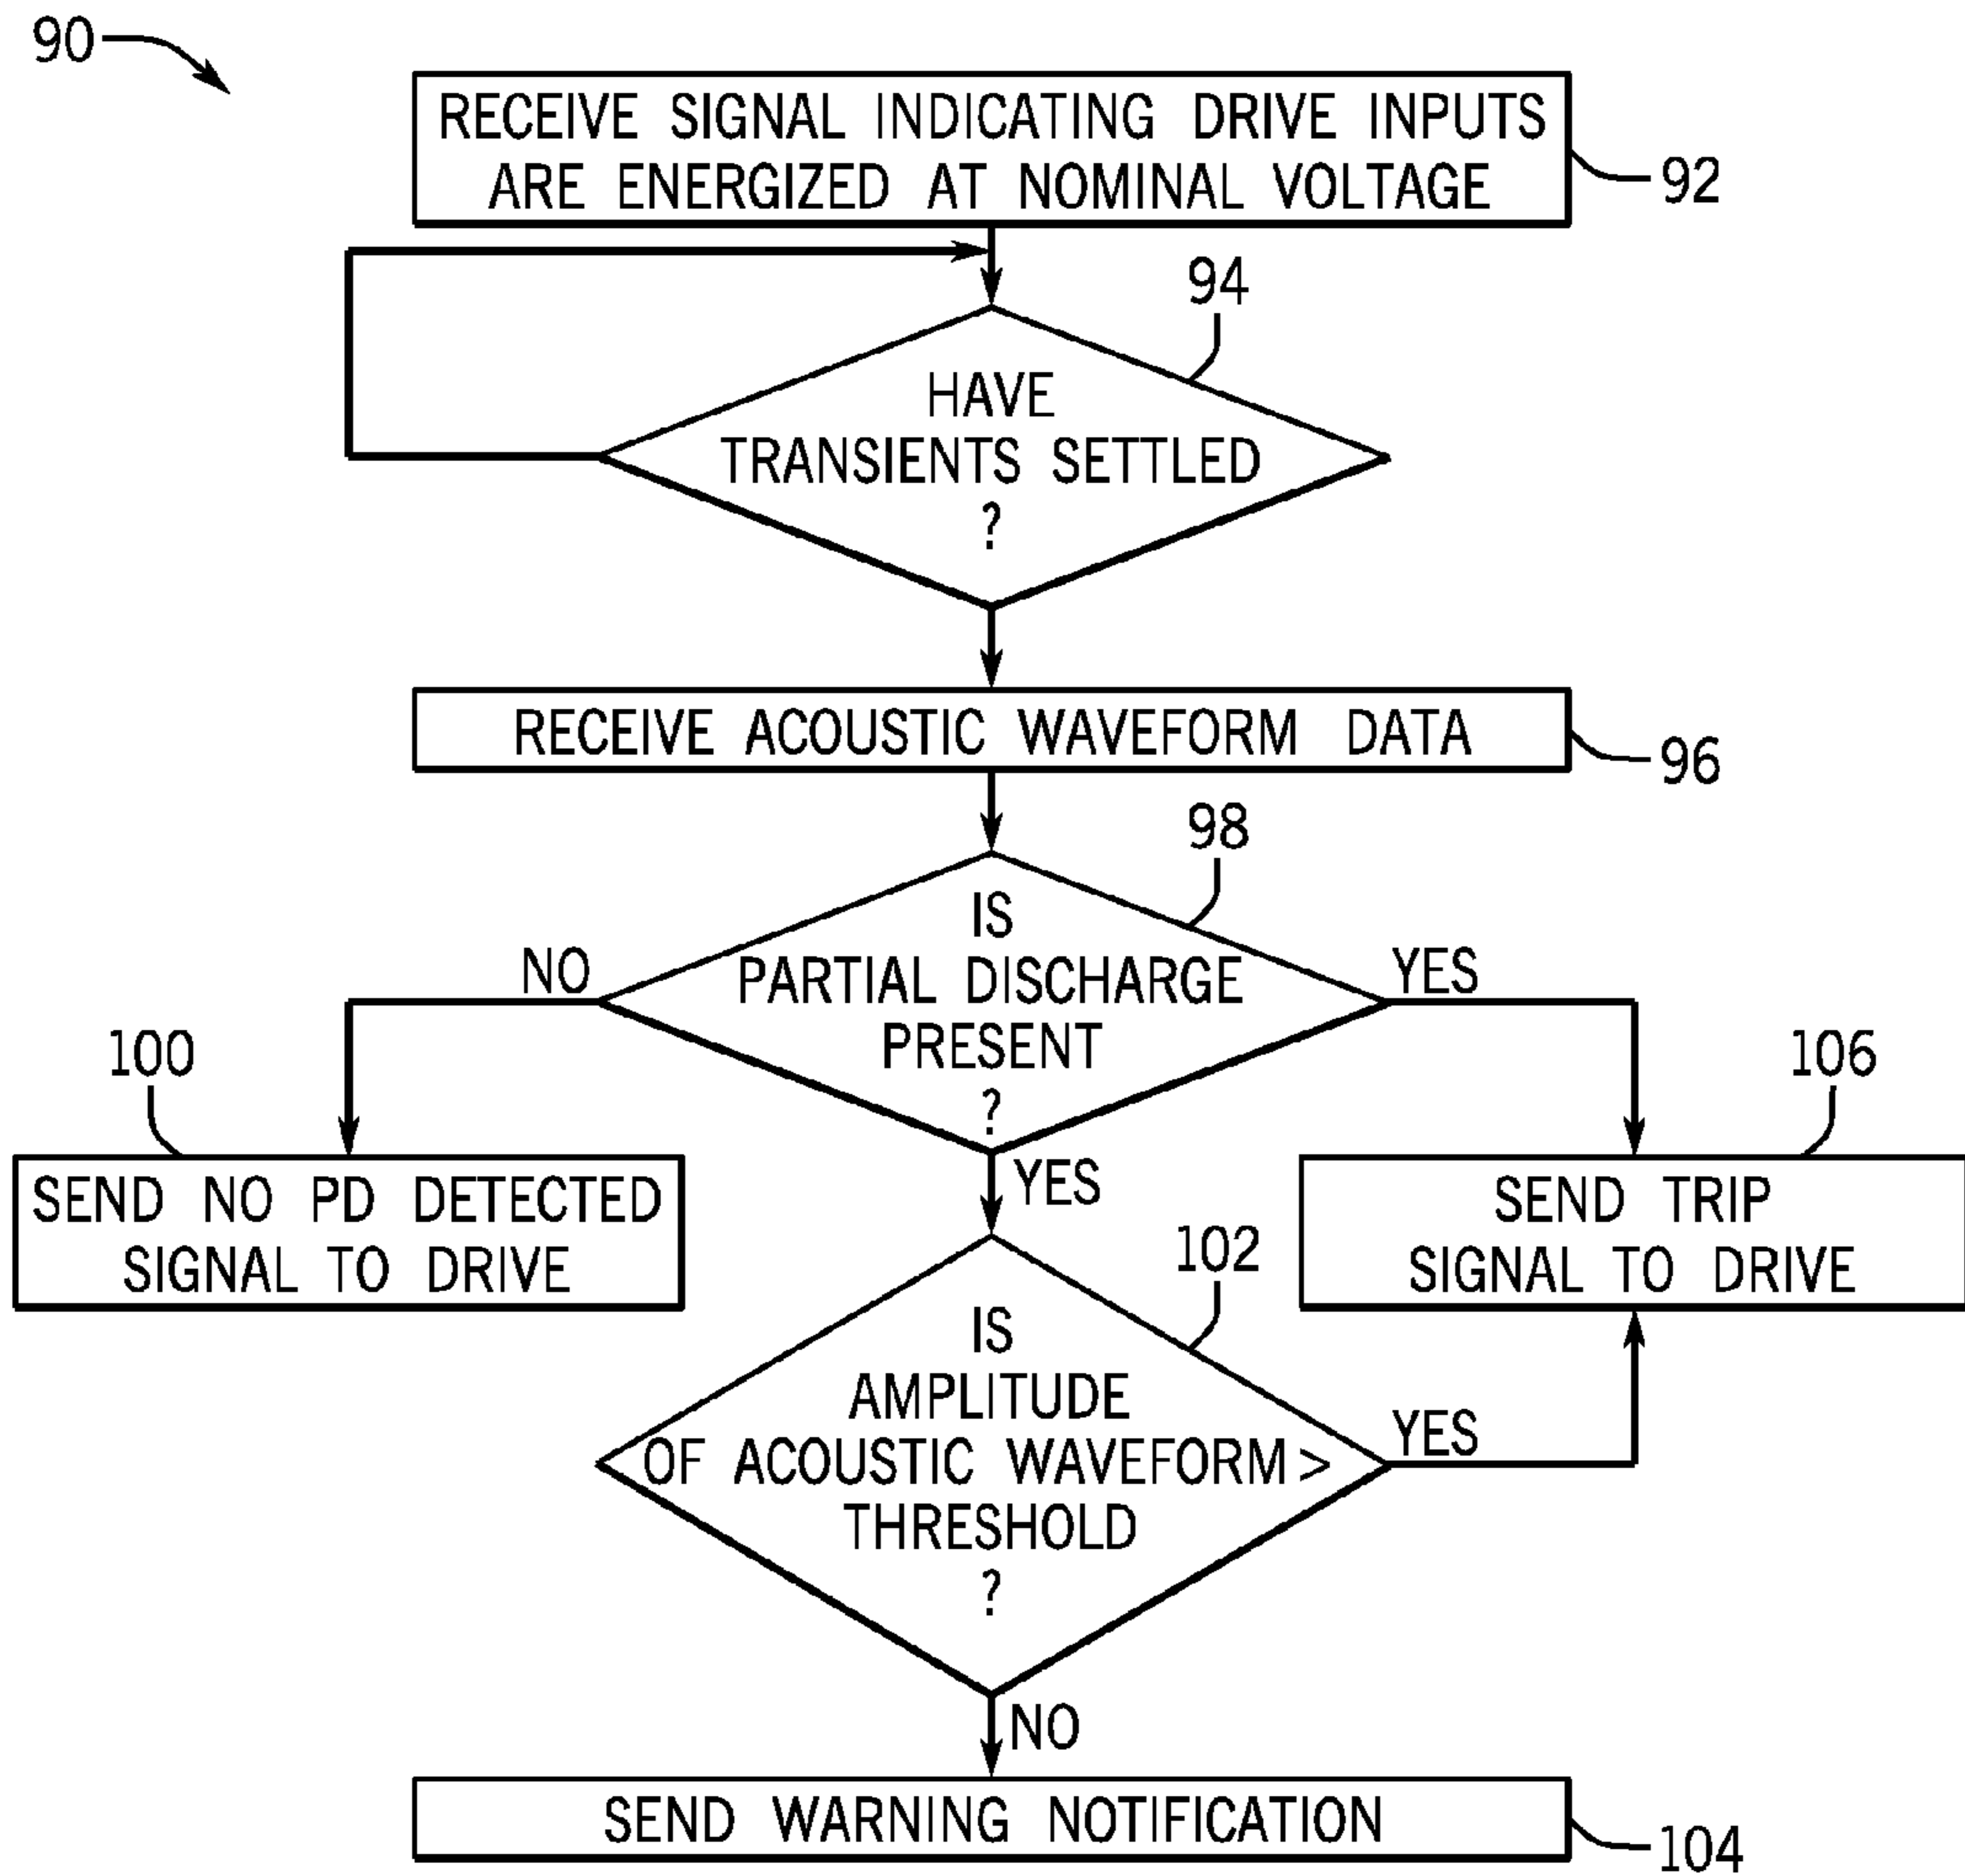 90
RECEIVE SIGNAL INDICATING DRIVE INPUTS
ARE ENERGIZED AT NOMINAL VOLTAGE
92
94
HAVE
TRANSIENTS SETTLED
?
RECEIVE ACOUSTIC WAVEFORM DATA
96
98
IS
PARTIAL DISCHARGE
PRESENT
?
NO
YES
100
SEND NO PD DETECTED
SIGNAL TO DRIVE
YES
106
SEND TRIP
SIGNAL TO DRIVE
102
IS
AMPLITUDE
OF ACOUSTIC WAVEFORM >
THRESHOLD
?
YES
NO
SEND WARNING NOTIFICATION
104